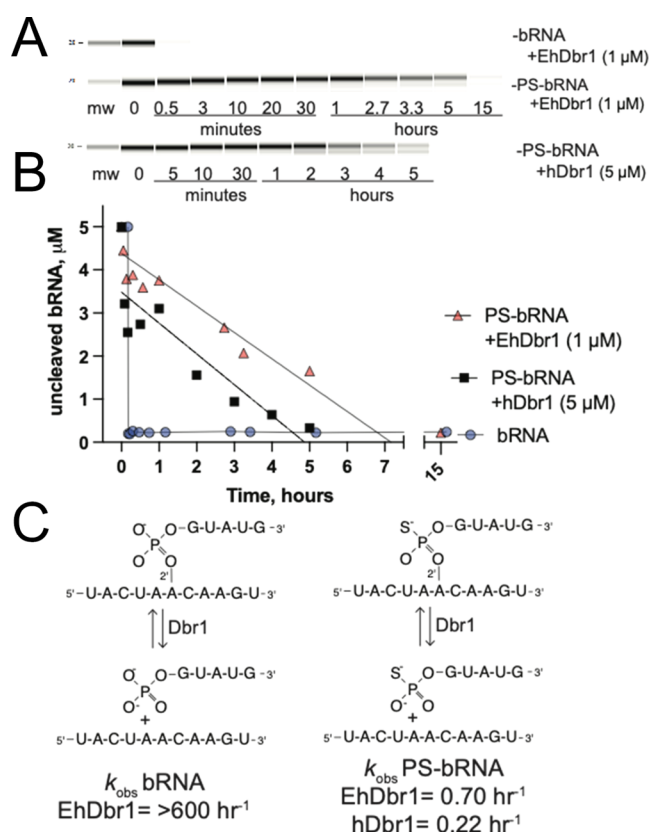 A
-bRNA
+EhDbr1 (1 µM)
-PS-bRNA
+EhDbr1 (1 µM)
mw 0 0.5 3 10 20 30 1 2.7 3.3 5 15
minutes hours
B
-PS-bRNA
+hDbr1 (5 µM)
mw 0 5 10 30 1 2 3 4 5
minutes hours
uncleaved bRNA, µM
5
4
3
2
1
0
0 1 2 3 4 5 6 7 15
Time, hours
PS-bRNA
+EhDbr1 (1 µM)
PS-bRNA
+hDbr1 (5 µM)
bRNA
C
O- O-G-U-A-U-G-3'
P
O O
2'
5'-U-A-C-U-A-A-C-A-A-G-U-3'
Dbr1
O- O-G-U-A-U-G-3'
P
O- O
+
5'-U-A-C-U-A-A-C-A-A-G-U-3'
kobs bRNA
EhDbr1= >600 hr-1
S- O-G-U-A-U-G-3'
P
O O
2'
5'-U-A-C-U-A-A-C-A-A-G-U-3'
Dbr1
S- O-G-U-A-U-G-3'
P
O- O
+
5'-U-A-C-U-A-A-C-A-A-G-U-3'
kobs PS-bRNA
EhDbr1= 0.70 hr-1
hDbr1= 0.22 hr-1